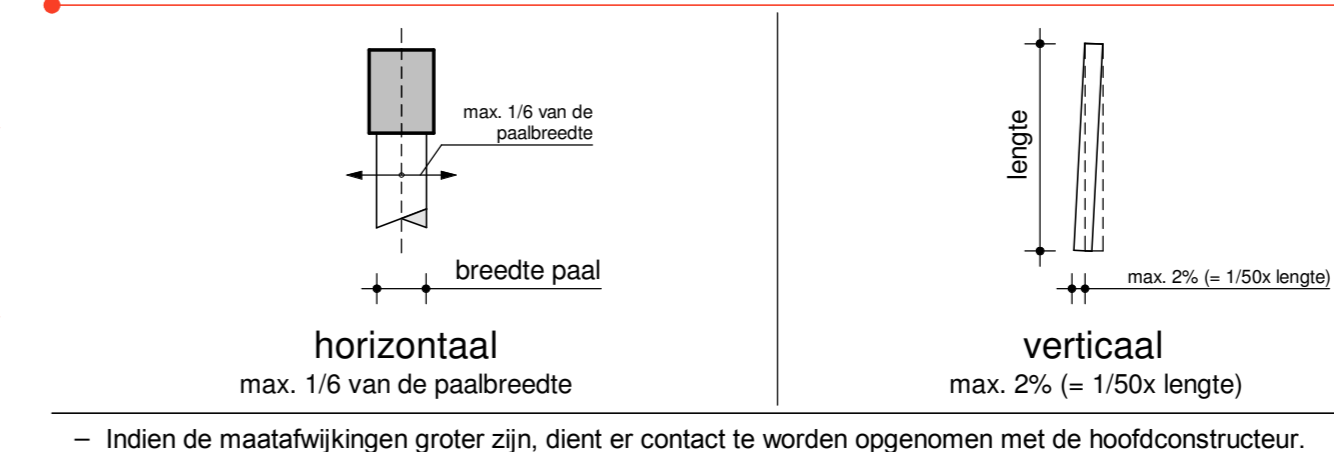 max. 1/6 van de
paalbreedte
breedte paal
horizontaal
max. 1/6 van de paalbreedte
lengte
max. 2% (= 1/50x lengte)
verticaal
max. 2% (= 1/50x lengte)
– Indien de maatafwijkingen groter zijn, dient er contact te worden opgenomen met de hoofdconstructeur.